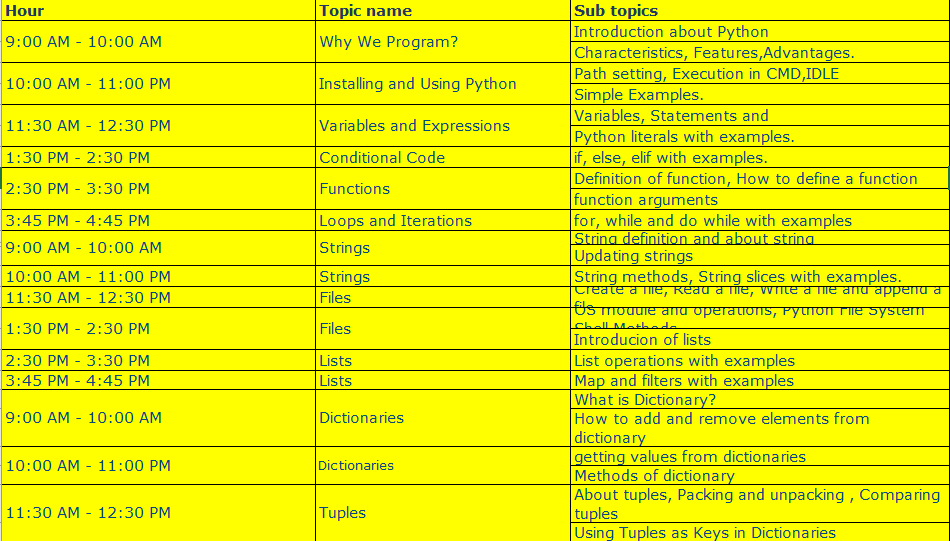 Hour Topic name Sub topics
9:00 AM - 10:00 AM Why We Program? Introduction about Python
Characteristics, Features,Advantages.
10:00 AM - 11:00 PM Installing and Using Python Path setting, Execution in CMD,IDLE
Simple Examples.
11:30 AM - 12:30 PM Variables and Expressions Variables, Statements and
Python literals with examples.
1:30 PM - 2:30 PM Conditional Code if, else, elif with examples.
2:30 PM - 3:30 PM Functions Definition of function, How to define a function
function arguments
3:45 PM - 4:45 PM Loops and Iterations for, while and do while with examples
9:00 AM - 10:00 AM Strings String definition and about string
Updating strings
10:00 AM - 11:00 PM Strings String methods, String slices with examples.
11:30 AM - 12:30 PM Files Create a file, Read a file, Write a file and append a
file
1:30 PM - 2:30 PM Files OS module and operations, Python File System
Shell Methods
Introducion of lists
2:30 PM - 3:30 PM Lists List operations with examples
3:45 PM - 4:45 PM Lists Map and filters with examples
9:00 AM - 10:00 AM Dictionaries What is Dictionary?
How to add and remove elements from
dictionary
10:00 AM - 11:00 PM Dictionaries getting values from dictionaries
Methods of dictionary
11:30 AM - 12:30 PM Tuples About tuples, Packing and unpacking , Comparing
tuples
Using Tuples as Keys in Dictionaries